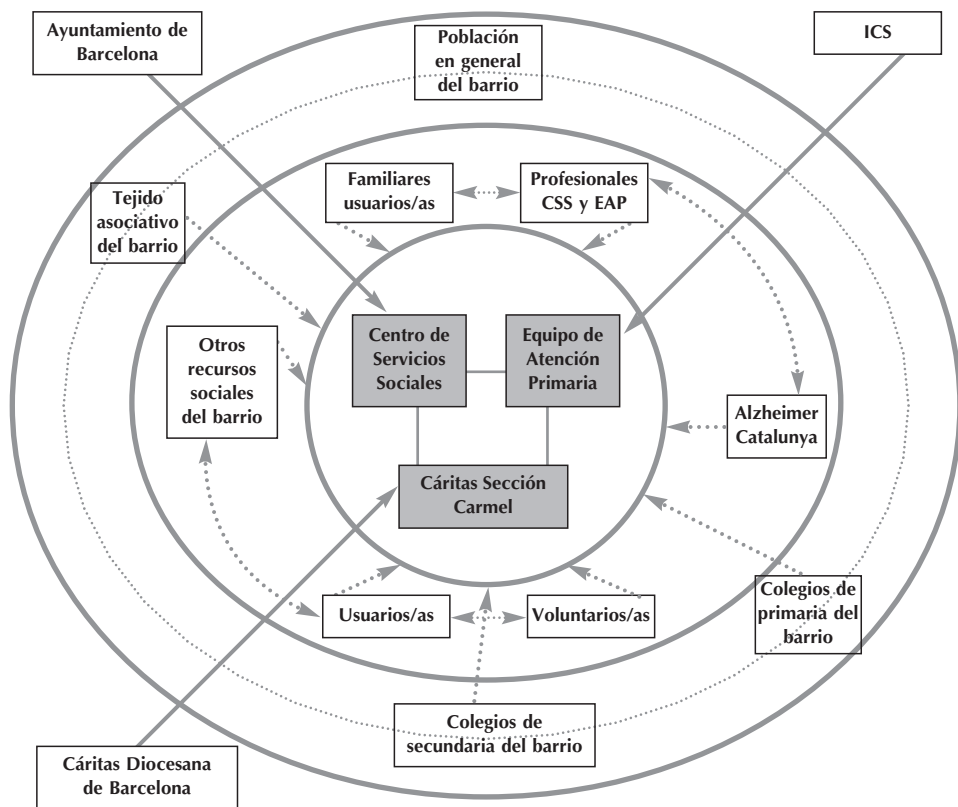 Ayuntamiento de
Barcelona
Población
en general
del barrio
ICS
Familiares
usuarios/as
Profesionales
CSS y EAP
Tejido
asociativo
del barrio
Centro de
Servicios
Sociales
Equipo de
Atención
Primaria
Otros
recursos
sociales
del barrio
Alzheimer
Catalunya
Cáritas Sección
Carmel
Usuarios/as
Voluntarios/as
Colegios de
primaria del
barrio
Colegios de
secundaria del barrio
Cáritas Diocesana
de Barcelona